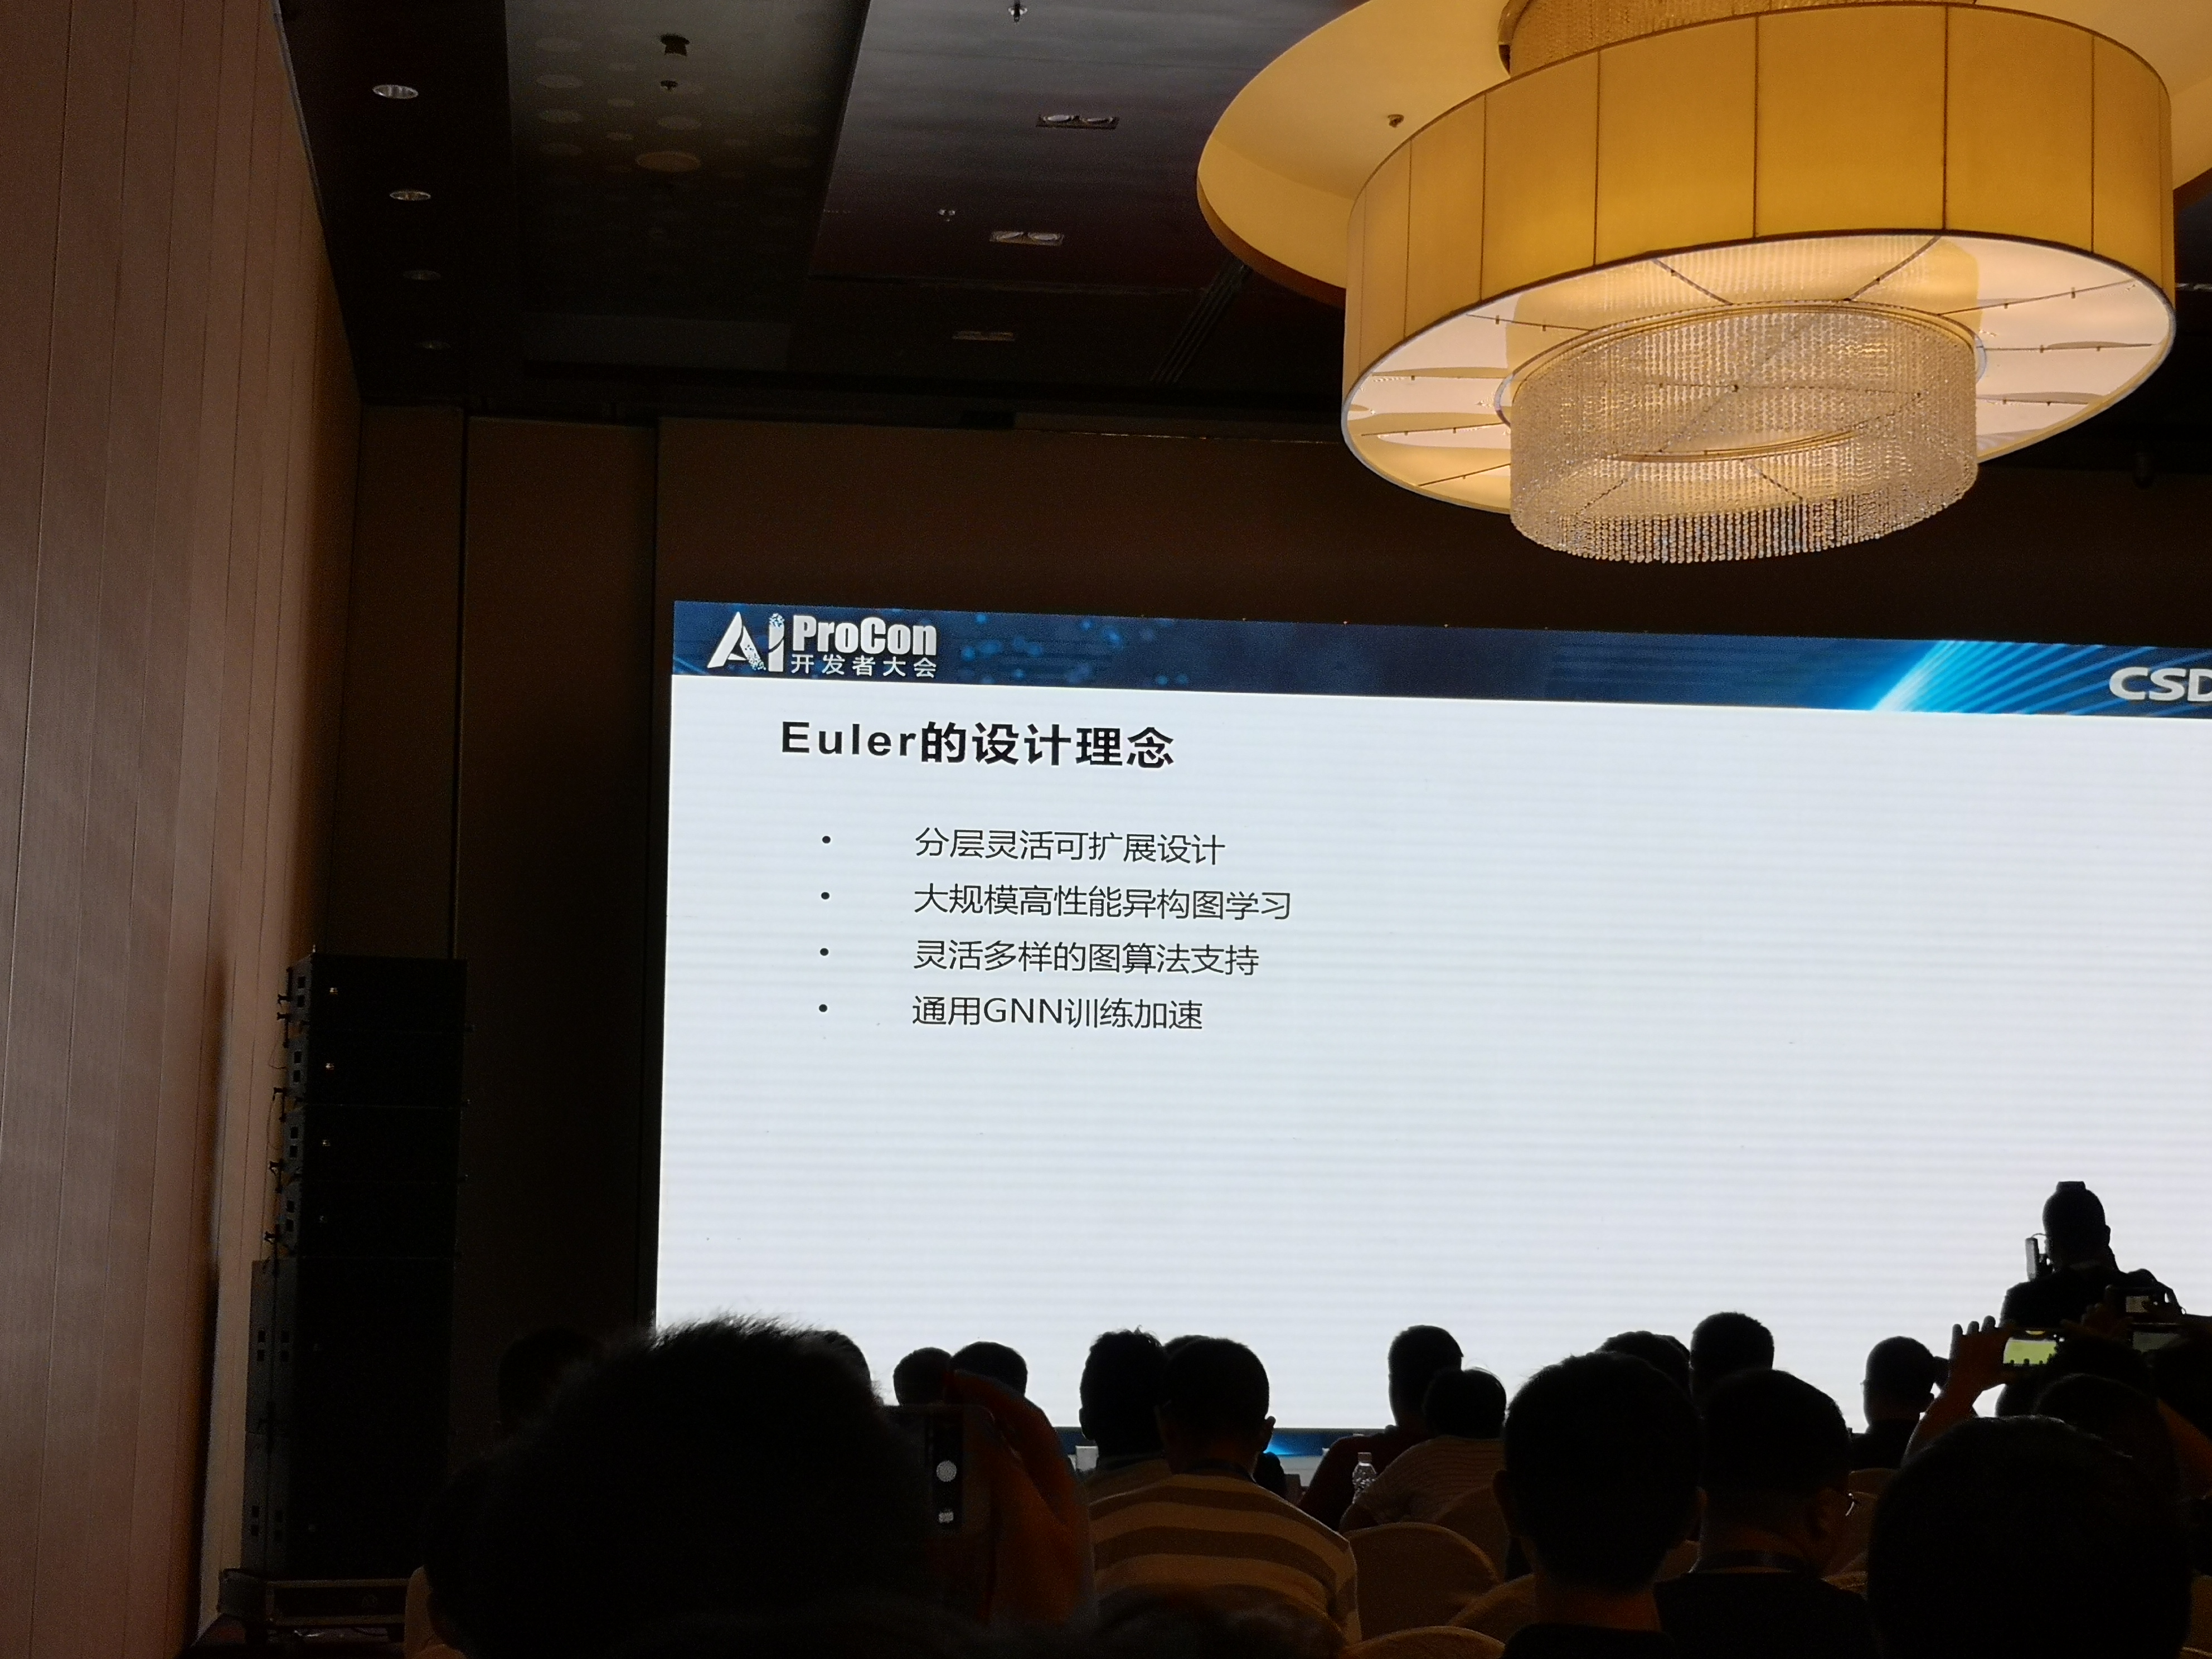 AI ProCon
开发者大会
CSD
Euler的设计理念
• 分层灵活可扩展设计
• 大规模高性能异构图学习
• 灵活多样的图算法支持
• 通用GNN训练加速